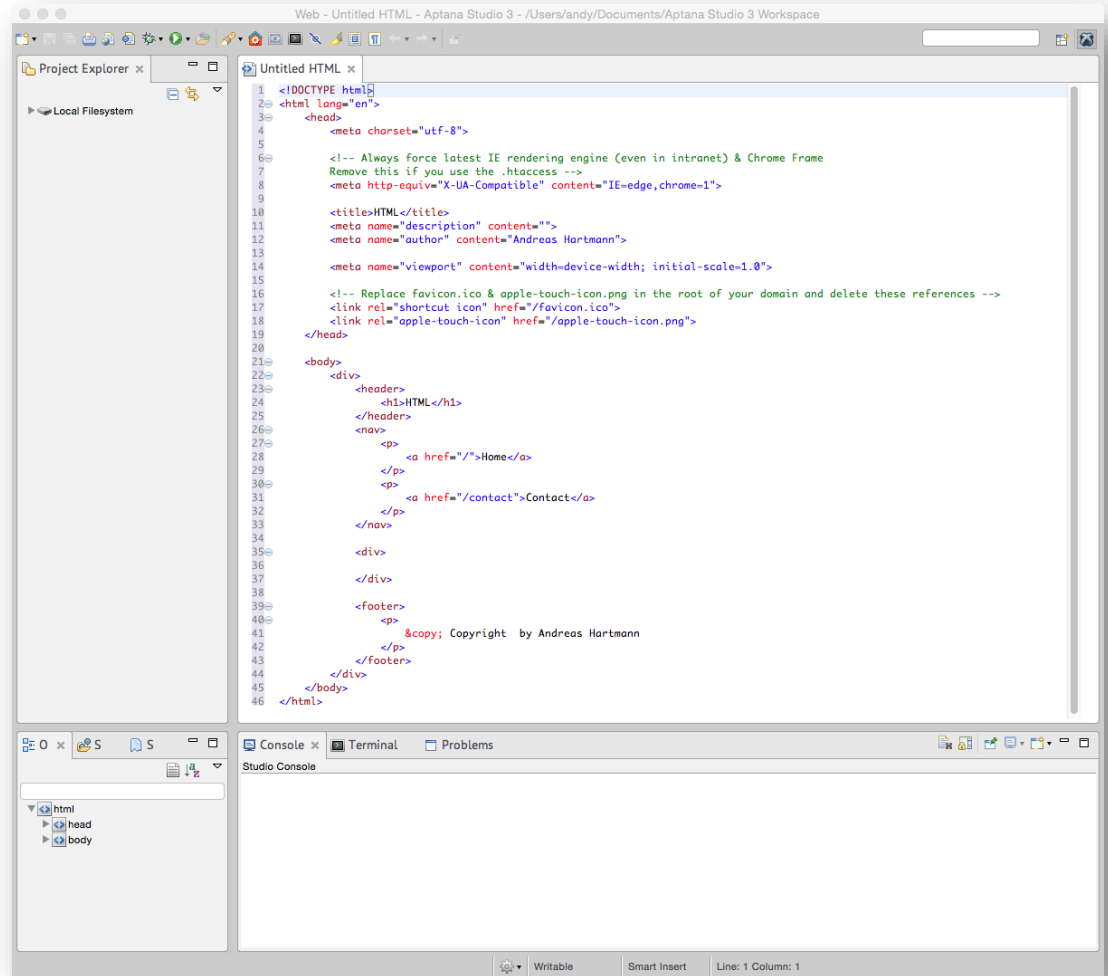 Web - Untitled HTML - Aptana Studio 3 - /Users/andy/Documents/Aptana Studio 3 Workspace
Project Explorer
Local Filesystem
Untitled HTML
1 <!DOCTYPE html>
2 <html lang="en">
3 <head>
4 <meta charset="utf-8">
5
6 <!-- Always force latest IE rendering engine (even in intranet) & Chrome Frame
7 Remove this if you use the .htaccess -->
8 <meta http-equiv="X-UA-Compatible" content="IE=edge,chrome=1">
9
10 <title>HTML</title>
11 <meta name="description" content="">
12 <meta name="author" content="Andreas Hartmann">
13
14 <meta name="viewport" content="width=device-width; initial-scale=1.0">
15
16 <!-- Replace favicon.ico & apple-touch-icon.png in the root of your domain and delete these references -->
17 <link rel="shortcut icon" href="/favicon.ico">
18 <link rel="apple-touch-icon" href="/apple-touch-icon.png">
19 </head>
20
21 <body>
22 <div>
23 <header>
24 <h1>HTML</h1>
25 </header>
26 <nav>
27 <p>
28 <a href="/">Home</a>
29 </p>
30 <p>
31 <a href="/contact">Contact</a>
32 </p>
33 </nav>
34
35 <div>
36
37 </div>
38
39 <footer>
40 <p>
41 &copy; Copyright  by Andreas Hartmann
42 </p>
43 </footer>
44 </div>
45 </body>
46 </html>
O
S
S
html
head
body
Console
Terminal
Problems
Studio Console
Writable
Smart Insert
Line: 1 Column: 1